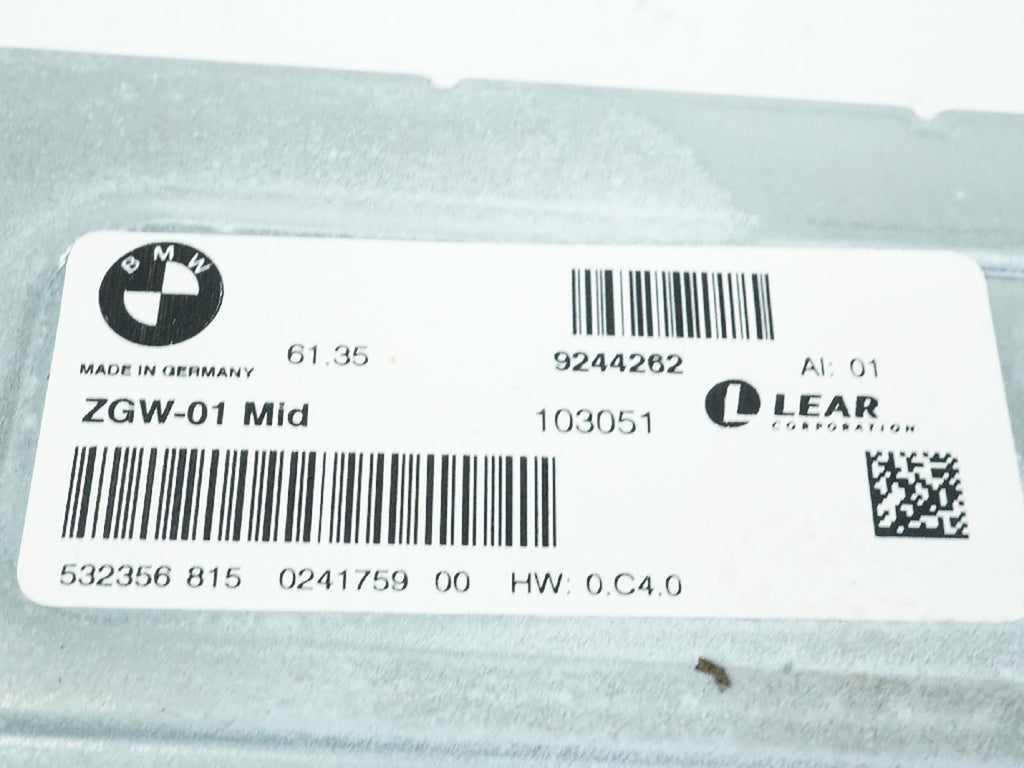 BMW
MADE IN GERMANY
61.35
9244262
AI: 01
ZGW-01 Mid
103051
L LEAR
CORPORATION
532356 815 0241759 00 HW: 0.C4.0